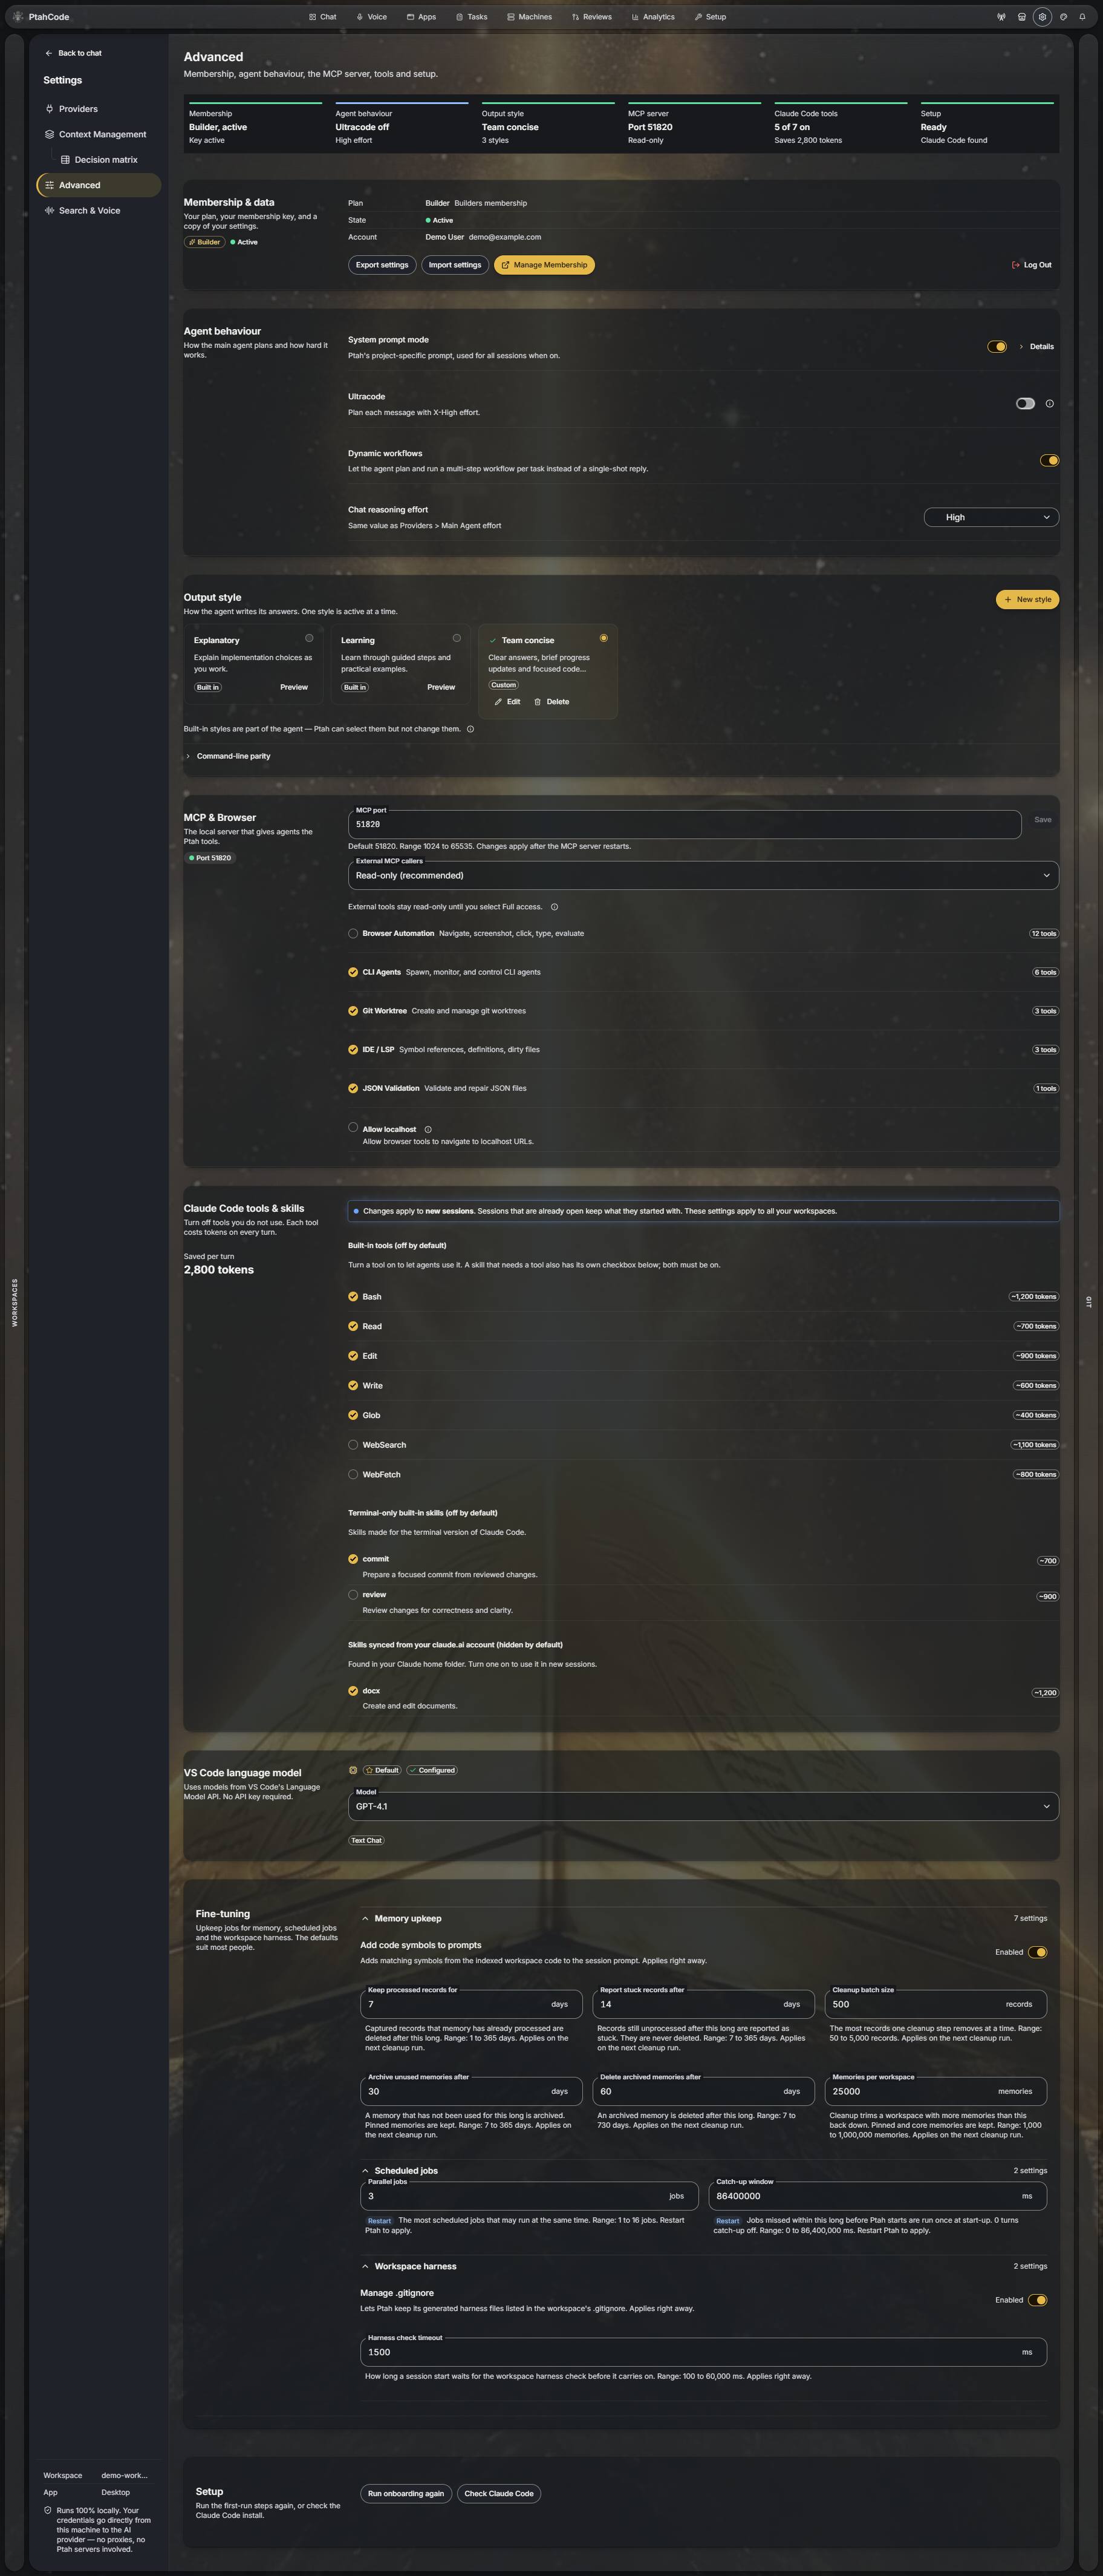 PtahCode
Chat
Voice
Apps
Tasks
Machines
Reviews
Analytics
Setup
WORKSPACES
GIT
Back to chat
Settings
Providers
Context Management
Decision matrix
Advanced
Search & Voice
Advanced
Membership, agent behaviour, the MCP server, tools and setup.
Membership
Builder, active
Key active
Agent behaviour
Ultracode off
High effort
Output style
Team concise
3 styles
MCP server
Port 51820
Read-only
Claude Code tools
5 of 7 on
Saves 2,800 tokens
Setup
Ready
Claude Code found
Membership & data
Your plan, your membership key, and a
copy of your settings.
Builder
Active
Plan Builder Builders membership
State Active
Account Demo User demo@example.com
Export settings
Import settings
Manage Membership
Log Out
Agent behaviour
How the main agent plans and how hard it
works.
System prompt mode
Ptah's project-specific prompt, used for all sessions when on.
Details
Ultracode
Plan each message with X-High effort.
Dynamic workflows
Let the agent plan and run a multi-step workflow per task instead of a single-shot reply.
Chat reasoning effort
Same value as Providers > Main Agent effort
High
Output style
How the agent writes its answers. One style is active at a time.
New style
Explanatory
Explain implementation choices as
you work.
Built in
Preview
Learning
Learn through guided steps and
practical examples.
Built in
Preview
Team concise
Clear answers, brief progress
updates and focused code...
Custom
Edit
Delete
Built-in styles are part of the agent — Ptah can select them but not change them.
Command-line parity
MCP & Browser
The local server that gives agents the
Ptah tools.
Port 51820
MCP port
51820
Save
Default 51820. Range 1024 to 65535. Changes apply after the MCP server restarts.
External MCP callers
Read-only (recommended)
External tools stay read-only until you select Full access.
Browser Automation Navigate, screenshot, click, type, evaluate
12 tools
CLI Agents Spawn, monitor, and control CLI agents
6 tools
Git Worktree Create and manage git worktrees
3 tools
IDE / LSP Symbol references, definitions, dirty files
3 tools
JSON Validation Validate and repair JSON files
1 tools
Allow localhost
Allow browser tools to navigate to localhost URLs.
Claude Code tools & skills
Turn off tools you do not use. Each tool
costs tokens on every turn.
Saved per turn
2,800 tokens
Changes apply to new sessions. Sessions that are already open keep what they started with. These settings apply to all your workspaces.
Built-in tools (off by default)
Turn a tool on to let agents use it. A skill that needs a tool also has its own checkbox below; both must be on.
Bash
~1,200 tokens
Read
~700 tokens
Edit
~900 tokens
Write
~600 tokens
Glob
~400 tokens
WebSearch
~1,100 tokens
WebFetch
~800 tokens
Terminal-only built-in skills (off by default)
Skills made for the terminal version of Claude Code.
commit
Prepare a focused commit from reviewed changes.
~700
review
Review changes for correctness and clarity.
~900
Skills synced from your claude.ai account (hidden by default)
Found in your Claude home folder. Turn one on to use it in new sessions.
docx
Create and edit documents.
~1,200
VS Code language model
Uses models from VS Code's Language
Model API. No API key required.
Default
Configured
Model
GPT-4.1
Text Chat
Fine-tuning
Upkeep jobs for memory, scheduled jobs
and the workspace harness. The defaults
suit most people.
Memory upkeep
7 settings
Add code symbols to prompts
Adds matching symbols from the indexed workspace code to the session prompt. Applies right away.
Enabled
Keep processed records for
7 days
Captured records that memory has already processed are
deleted after this long. Range: 1 to 365 days. Applies on the
next cleanup run.
Report stuck records after
14 days
Records still unprocessed after this long are reported as
stuck. They are never deleted. Range: 7 to 365 days. Applies
on the next cleanup run.
Cleanup batch size
500 records
The most records one cleanup step removes at a time. Range:
50 to 5,000 records. Applies on the next cleanup run.
Archive unused memories after
30 days
A memory that has not been used for this long is archived.
Pinned memories are kept. Range: 7 to 365 days. Applies on
the next cleanup run.
Delete archived memories after
60 days
An archived memory is deleted after this long. Range: 7 to
730 days. Applies on the next cleanup run.
Memories per workspace
25000 memories
Cleanup trims a workspace with more memories than this
back down. Pinned and core memories are kept. Range: 1,000
to 1,000,000 memories. Applies on the next cleanup run.
Scheduled jobs
2 settings
Parallel jobs
3 jobs
Restart The most scheduled jobs that may run at the same time. Range: 1 to 16 jobs. Restart
Ptah to apply.
Catch-up window
86400000 ms
Restart Jobs missed within this long before Ptah starts are run once at start-up. 0 turns
catch-up off. Range: 0 to 86,400,000 ms. Restart Ptah to apply.
Workspace harness
2 settings
Manage .gitignore
Lets Ptah keep its generated harness files listed in the workspace's .gitignore. Applies right away.
Enabled
Harness check timeout
1500 ms
How long a session start waits for the workspace harness check before it carries on. Range: 100 to 60,000 ms. Applies right away.
Setup
Run the first-run steps again, or check the
Claude Code install.
Run onboarding again
Check Claude Code
Workspace demo-work...
App Desktop
Runs 100% locally. Your
credentials go directly from
this machine to the AI
provider — no proxies, no
Ptah servers involved.